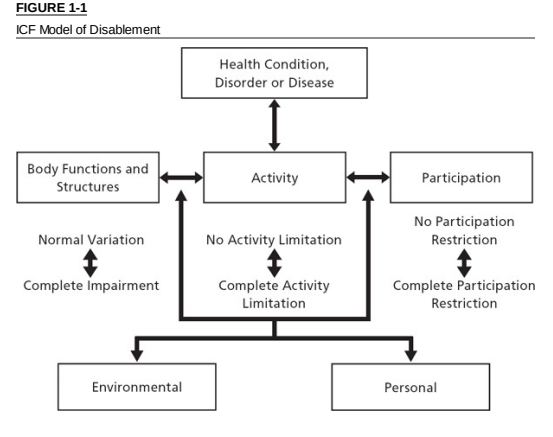 FIGURE 1-1
ICF Model of Disablement
Health Condition,
Disorder or Disease
Body Functions and
Structures
Activity
Participation
Normal Variation
Complete Impairment
No Activity Limitation
Complete Activity
Limitation
No Participation
Restriction
Complete Participation
Restriction
Environmental
Personal